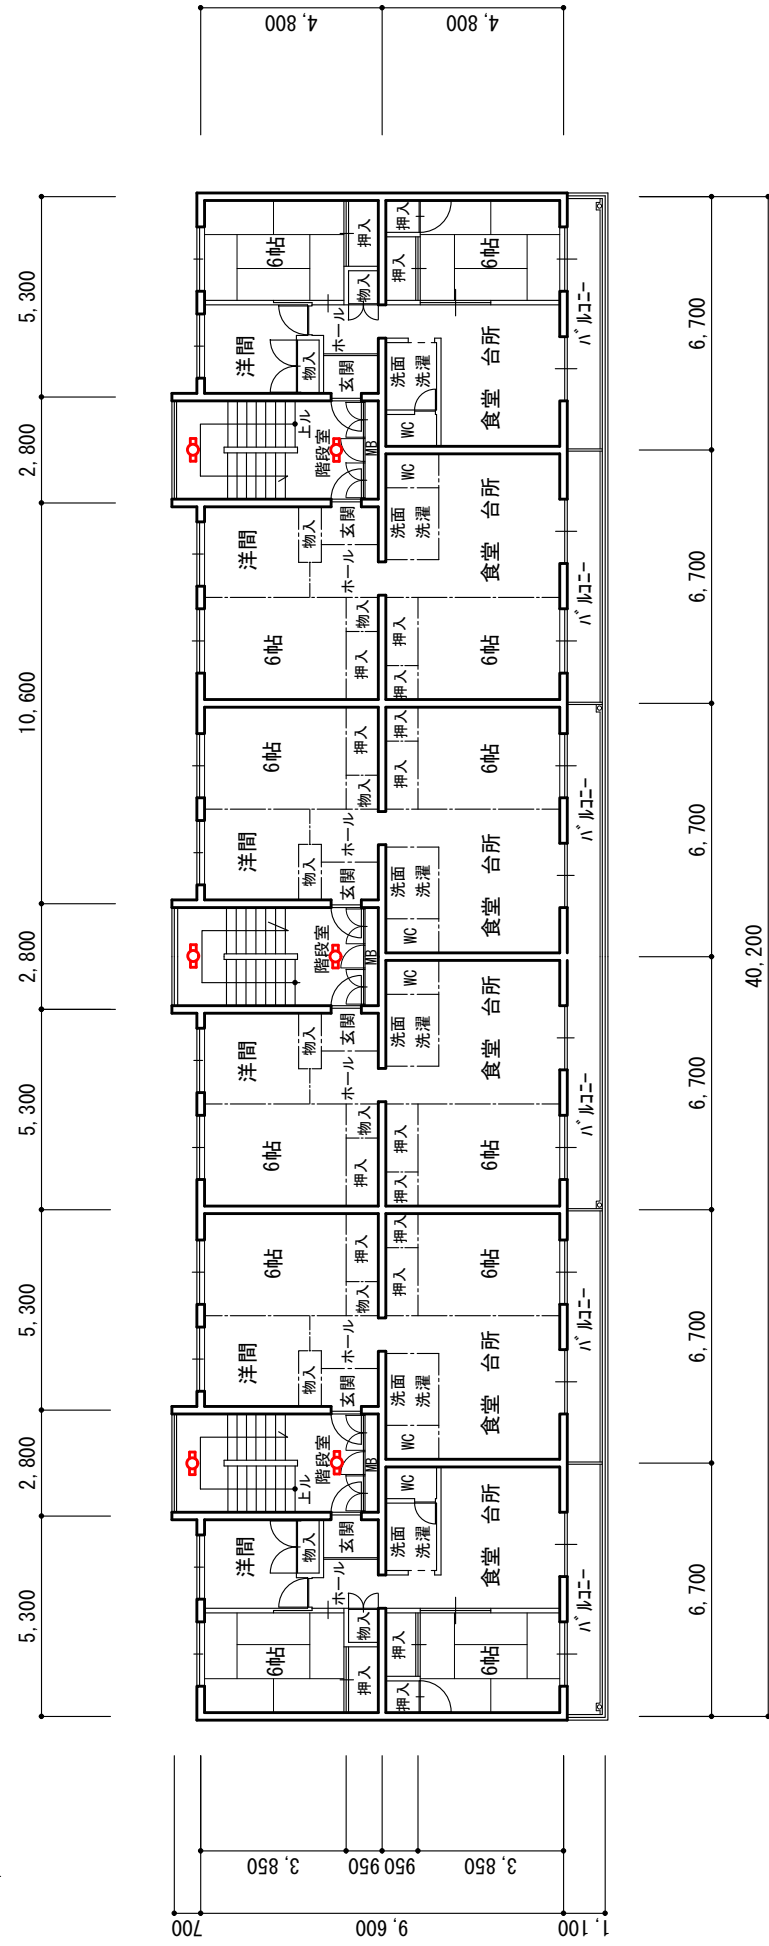 5,300
2,800
5,300
5,300
2,800
10,600
2,800
5,300
700
9,600
1,100
3,850
950
950
3,850
4,800
4,800
6帖
洋間
物入
ホール
玄関
押入
物入
押入
押入
洗面
洗濯
WC
6帖
食堂 台所
バルコニー
上ル
階段室
MB
洋間
6帖
物入
ホール
玄関
物入
押入
WC
洗面
洗濯
押入
押入
食堂 台所
6帖
バルコニー
6帖
洋間
物入
ホール
玄関
押入
物入
押入
押入
洗面
洗濯
WC
6帖
食堂 台所
バルコニー
階段室
MB
洋間
6帖
物入
ホール
玄関
物入
押入
WC
洗面
洗濯
押入
押入
食堂 台所
6帖
バルコニー
6帖
洋間
物入
ホール
玄関
押入
物入
押入
押入
洗面
洗濯
WC
6帖
食堂 台所
バルコニー
上ル
階段室
MB
洋間
6帖
物入
ホール
玄関
物入
押入
WC
洗面
洗濯
押入
押入
食堂 台所
6帖
バルコニー
6,700
6,700
6,700
6,700
6,700
6,700
40,200